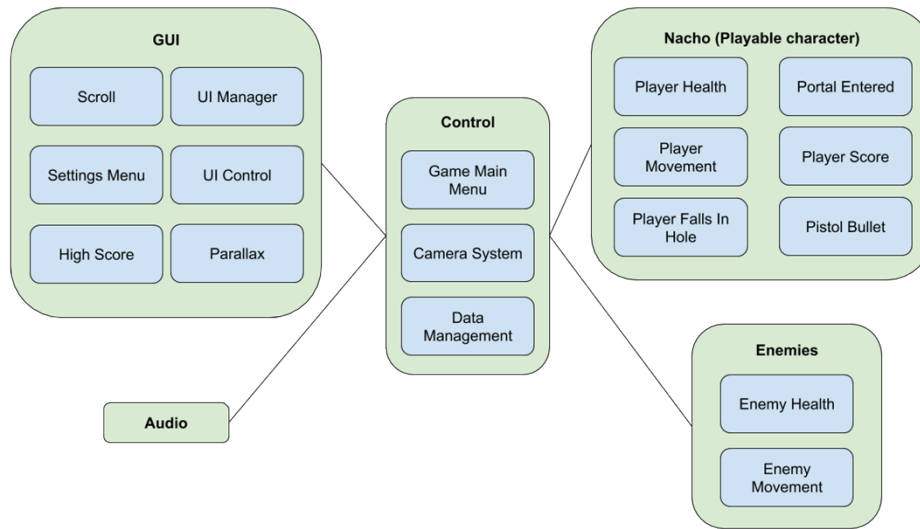 GUI
Scroll
UI Manager
Settings Menu
UI Control
High Score
Parallax
Audio
Control
Game Main
Menu
Camera System
Data
Management
Nacho (Playable character)
Player Health
Portal Entered
Player
Movement
Player Score
Player Falls In
Hole
Pistol Bullet
Enemies
Enemy Health
Enemy
Movement